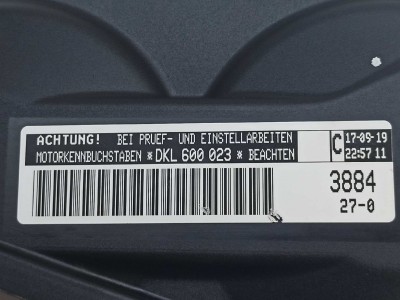 ACHTUNG! BEI PRUEF- UND EINSTELLARBEITEN
MOTORKENNBUCHSTABEN * DKL 600 023 * BEACHTEN
C
17-09-19
22:57 11
3884
27-0